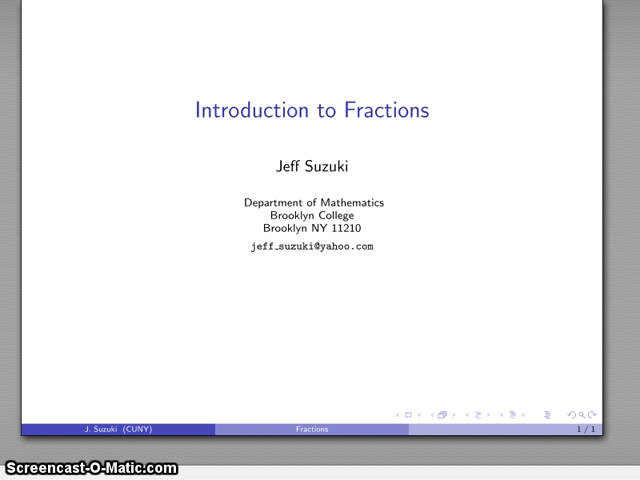 Introduction to Fractions
Jeff Suzuki
Department of Mathematics
Brooklyn College
Brooklyn NY 11210
jeff_suzuki@yahoo.com
J. Suzuki (CUNY)
Fractions
1 / 1
Screencast-O-Matic.com